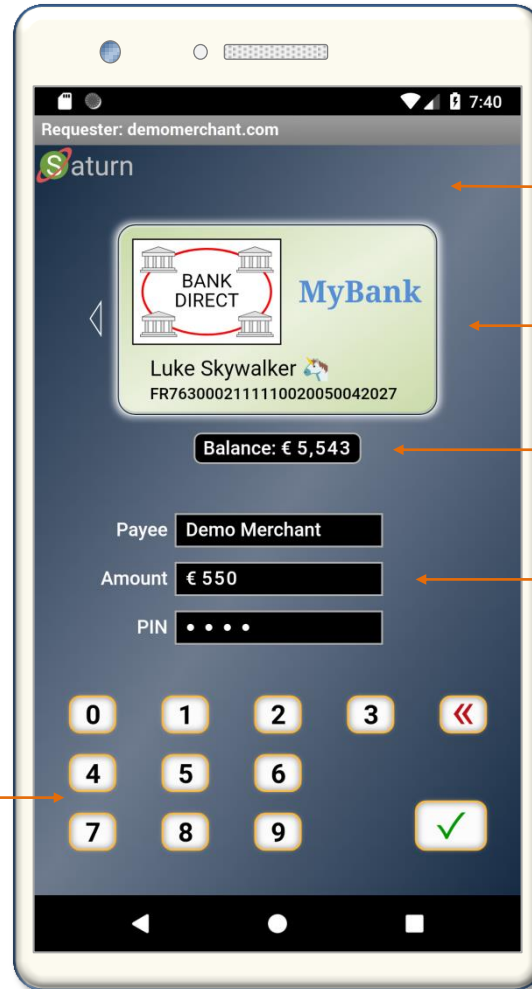 7:40
Requester: demomerchant.com
Saturn
BANK
DIRECT
MyBank
Luke Skywalker 🦄
FR7630002111110020050042027
Balance: € 5,543
Payee Demo Merchant
Amount € 550
PIN ● ● ● ●
0 1 2 3 «
4 5 6
7 8 9 ✓